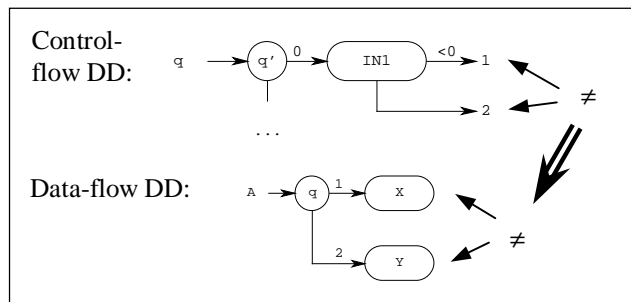 Control-
flow DD:
q q’ 0 IN1 <0 1
2
≠
...
Data-flow DD:
A q 1 X
2 Y
≠